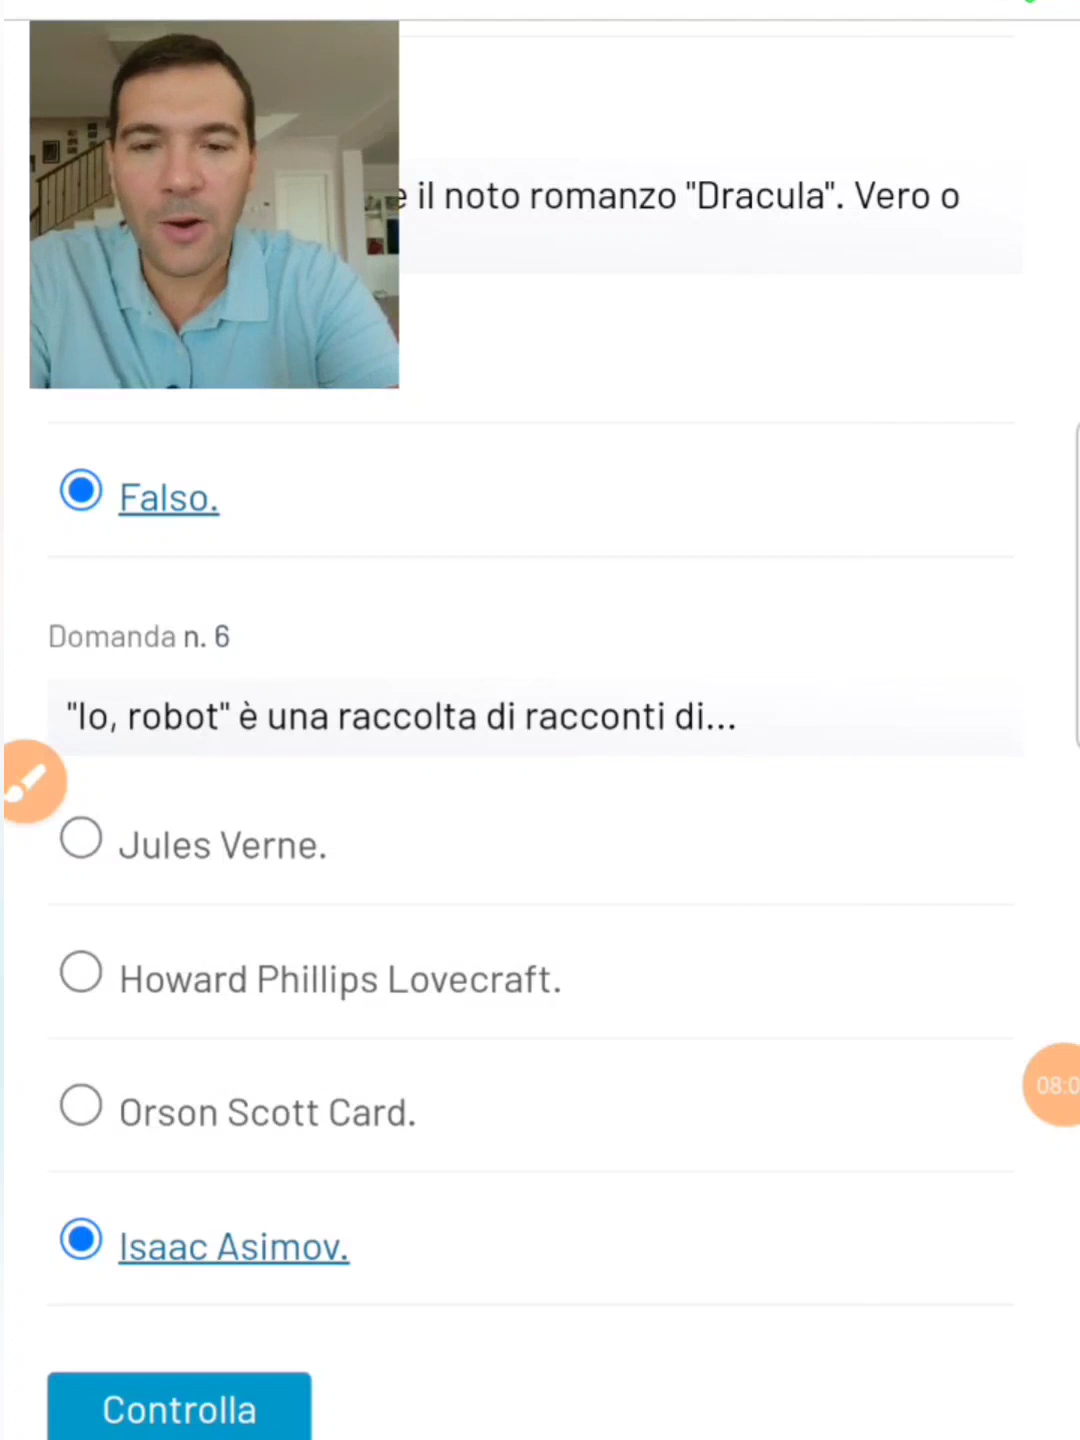 il noto romanzo "Dracula". Vero o
Falso.
Domanda n. 6
"Io, robot" è una raccolta di racconti di...
Jules Verne.
Howard Phillips Lovecraft.
Orson Scott Card.
Isaac Asimov.
Controlla